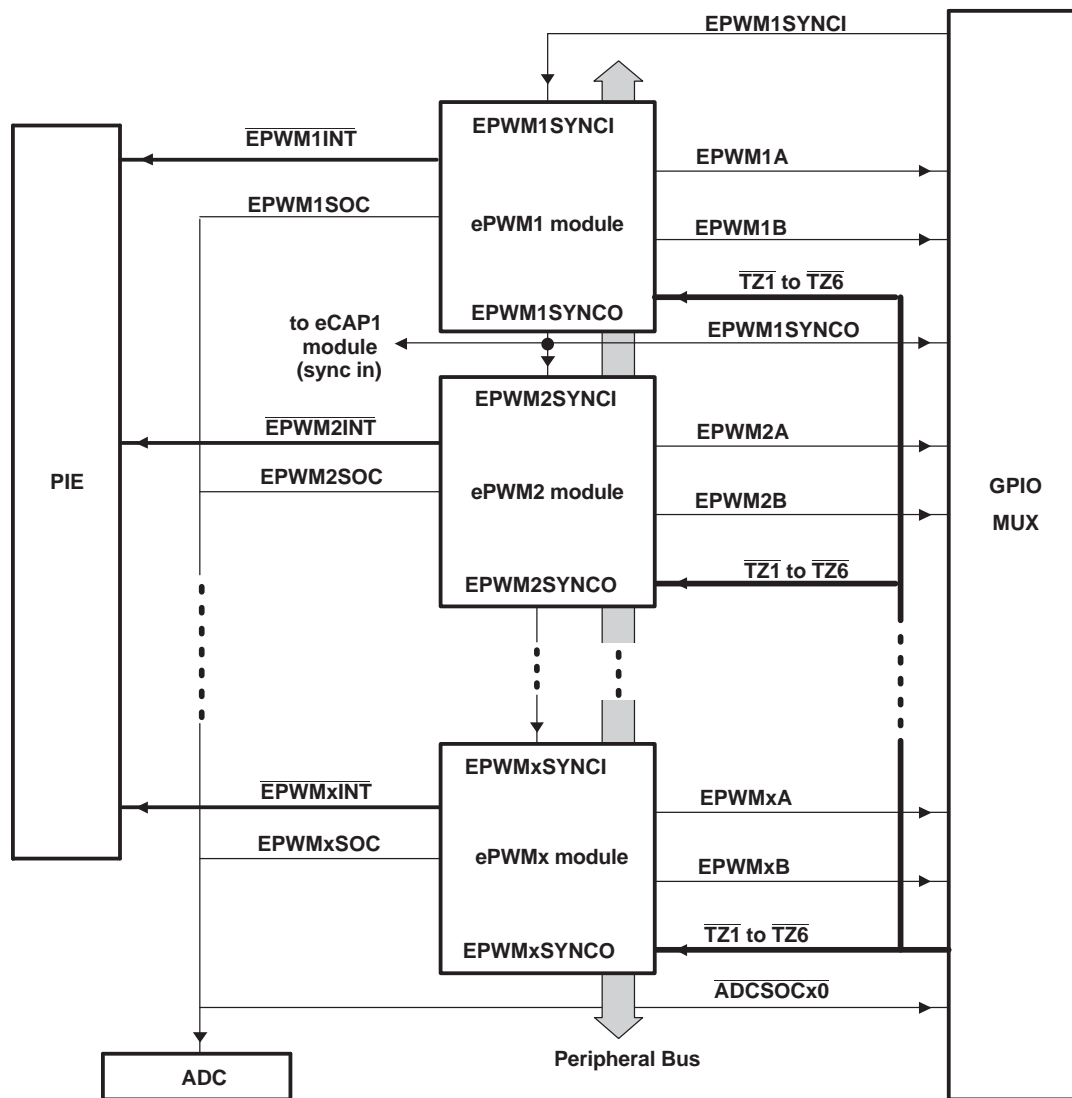 EPWM1SYNCI
EPWM1SYNCI
EPWM1INT
EPWM1A
EPWM1SOC
ePWM1 module
EPWM1B
TZ1 to TZ6
EPWM1SYNCO
to eCAP1
module
(sync in)
EPWM1SYNCO
EPWM2SYNCI
EPWM2INT
EPWM2A
PIE
EPWM2SOC
ePWM2 module
EPWM2B
GPIO
MUX
TZ1 to TZ6
EPWM2SYNCO
EPWMxSYNCI
EPWMxINT
EPWMxA
EPWMxSOC
ePWMx module
EPWMxB
TZ1 to TZ6
EPWMxSYNCO
ADCSOCx0
Peripheral Bus
ADC